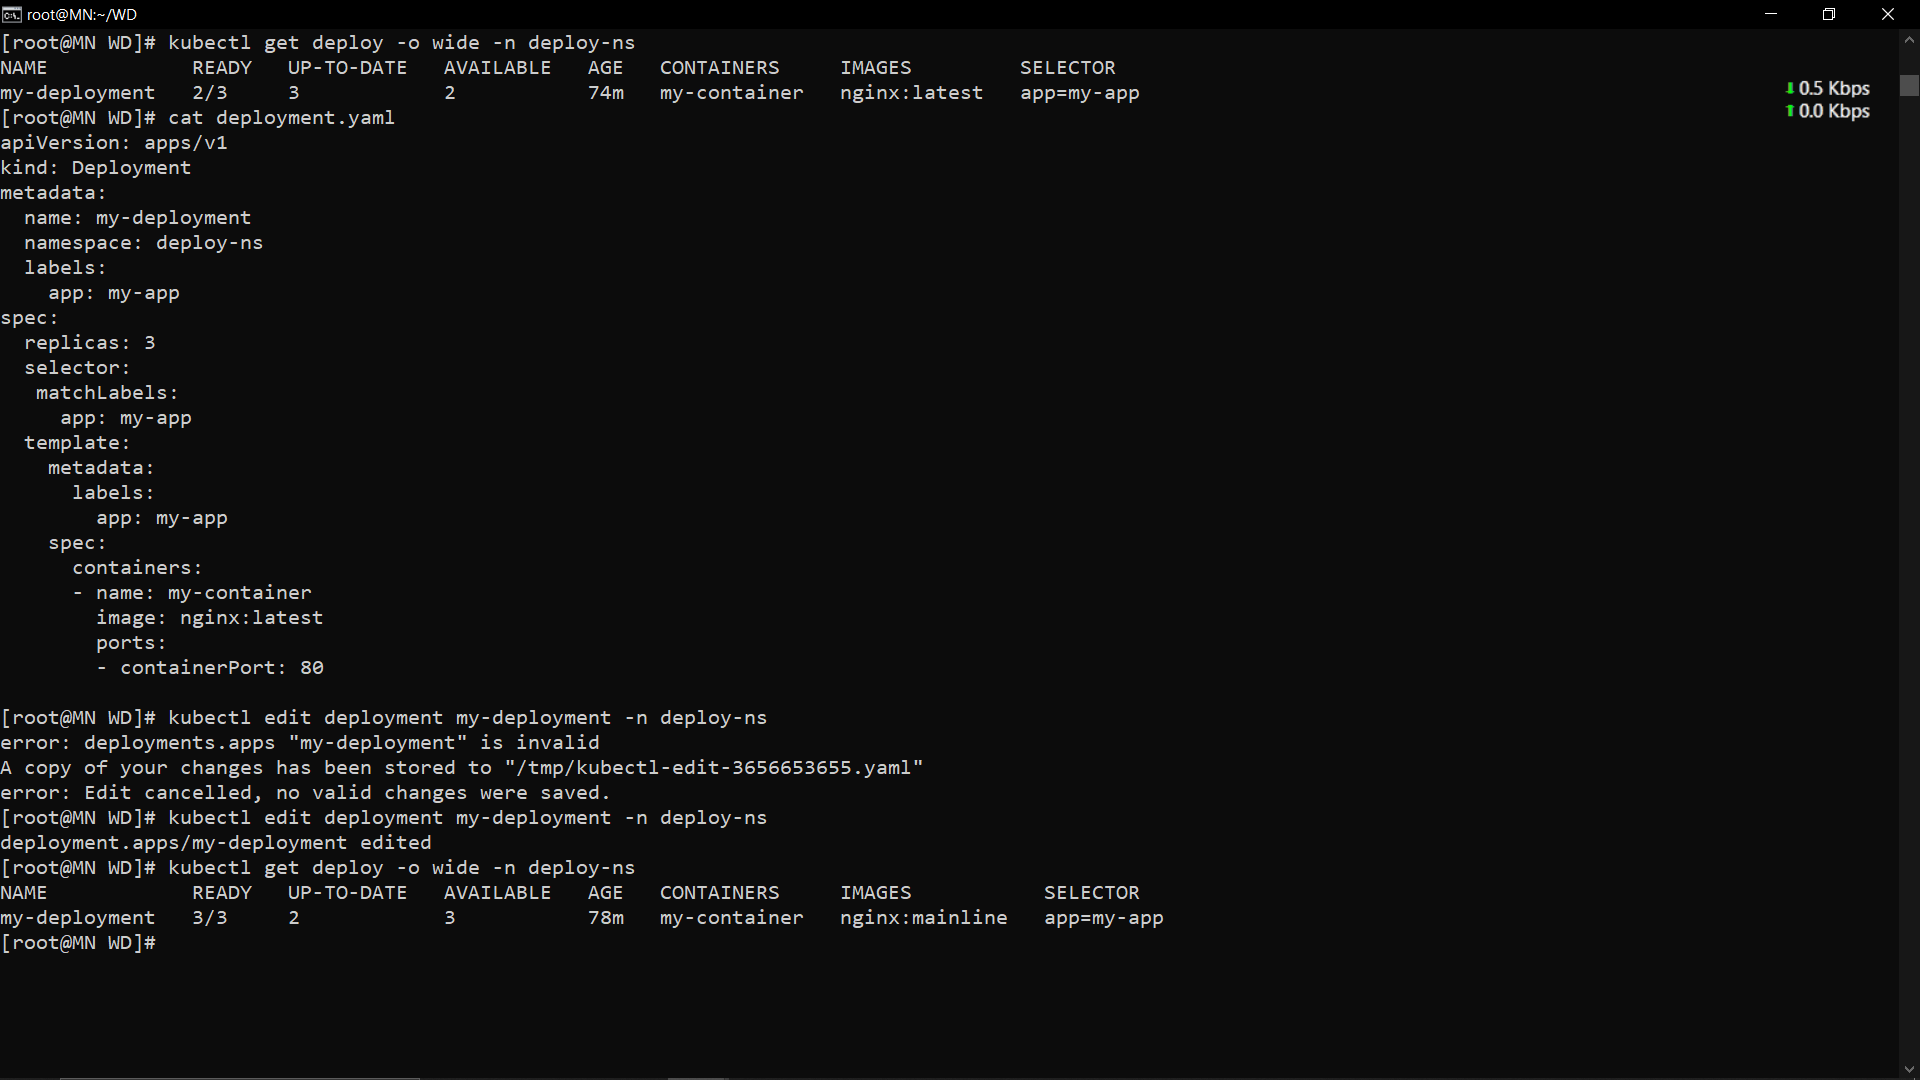 root@MN:~/WD
[root@MN WD]# kubectl get deploy -o wide -n deploy-ns
NAME            READY   UP-TO-DATE   AVAILABLE   AGE   CONTAINERS     IMAGES         SELECTOR
my-deployment   2/3     3            2           74m   my-container   nginx:latest   app=my-app
0.5 Kbps
0.0 Kbps
[root@MN WD]# cat deployment.yaml
apiVersion: apps/v1
kind: Deployment
metadata:
  name: my-deployment
  namespace: deploy-ns
  labels:
    app: my-app
spec:
  replicas: 3
  selector:
   matchLabels:
     app: my-app
  template:
    metadata:
      labels:
        app: my-app
    spec:
      containers:
      - name: my-container
        image: nginx:latest
        ports:
        - containerPort: 80
[root@MN WD]# kubectl edit deployment my-deployment -n deploy-ns
error: deployments.apps "my-deployment" is invalid
A copy of your changes has been stored to "/tmp/kubectl-edit-3656653655.yaml"
error: Edit cancelled, no valid changes were saved.
[root@MN WD]# kubectl edit deployment my-deployment -n deploy-ns
deployment.apps/my-deployment edited
[root@MN WD]# kubectl get deploy -o wide -n deploy-ns
NAME            READY   UP-TO-DATE   AVAILABLE   AGE   CONTAINERS     IMAGES           SELECTOR
my-deployment   3/3     2            3           78m   my-container   nginx:mainline   app=my-app
[root@MN WD]#